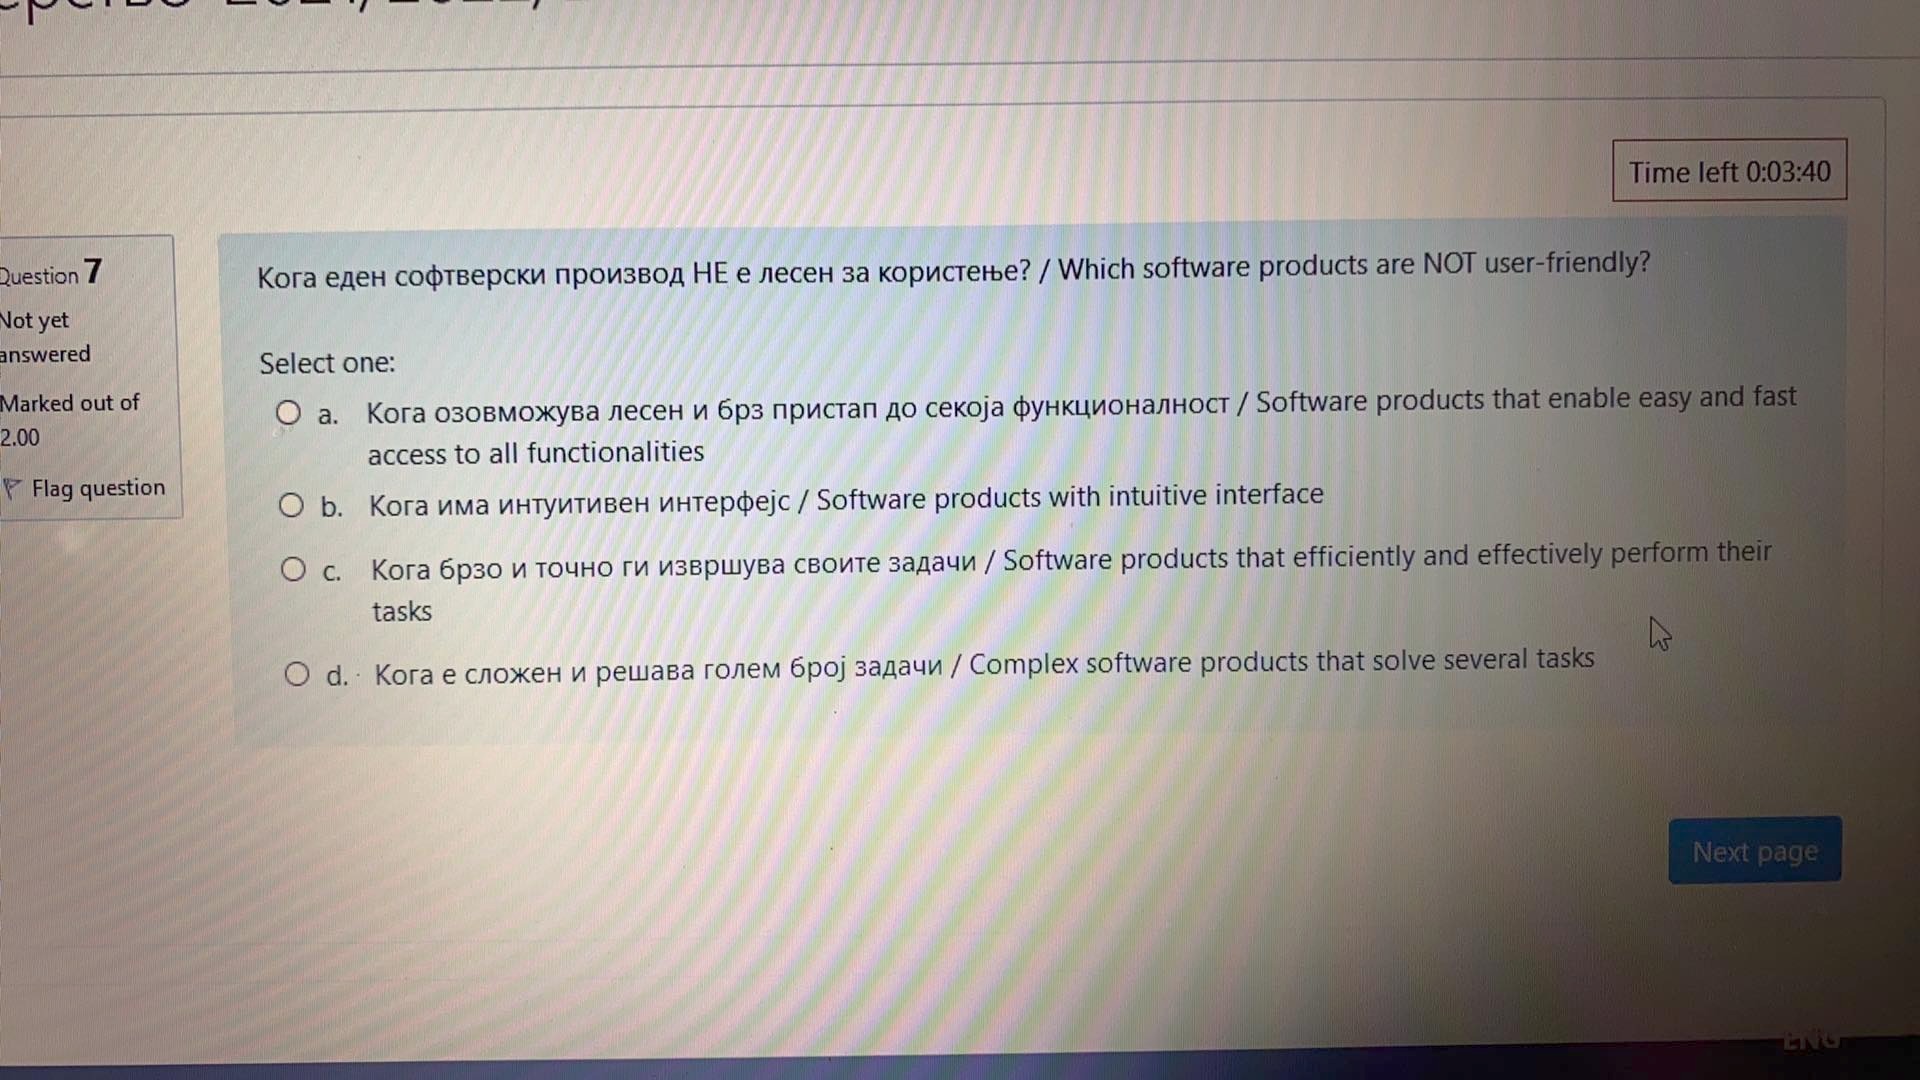 Time left 0:03:40
Question 7
Not yet
answered
Marked out of
2.00
Flag question
Кога еден софтверски производ НЕ е лесен за користење? / Which software products are NOT user-friendly?
Select one:
a. Кога озовможува лесен и брз пристап до секоја функционалност / Software products that enable easy and fast
access to all functionalities
b. Кога има интуитивен интерфејс / Software products with intuitive interface
c. Кога брзо и точно ги извршува своите задачи / Software products that efficiently and effectively perform their
tasks
d. Кога е сложен и решава голем број задачи / Complex software products that solve several tasks
Next page
ENG